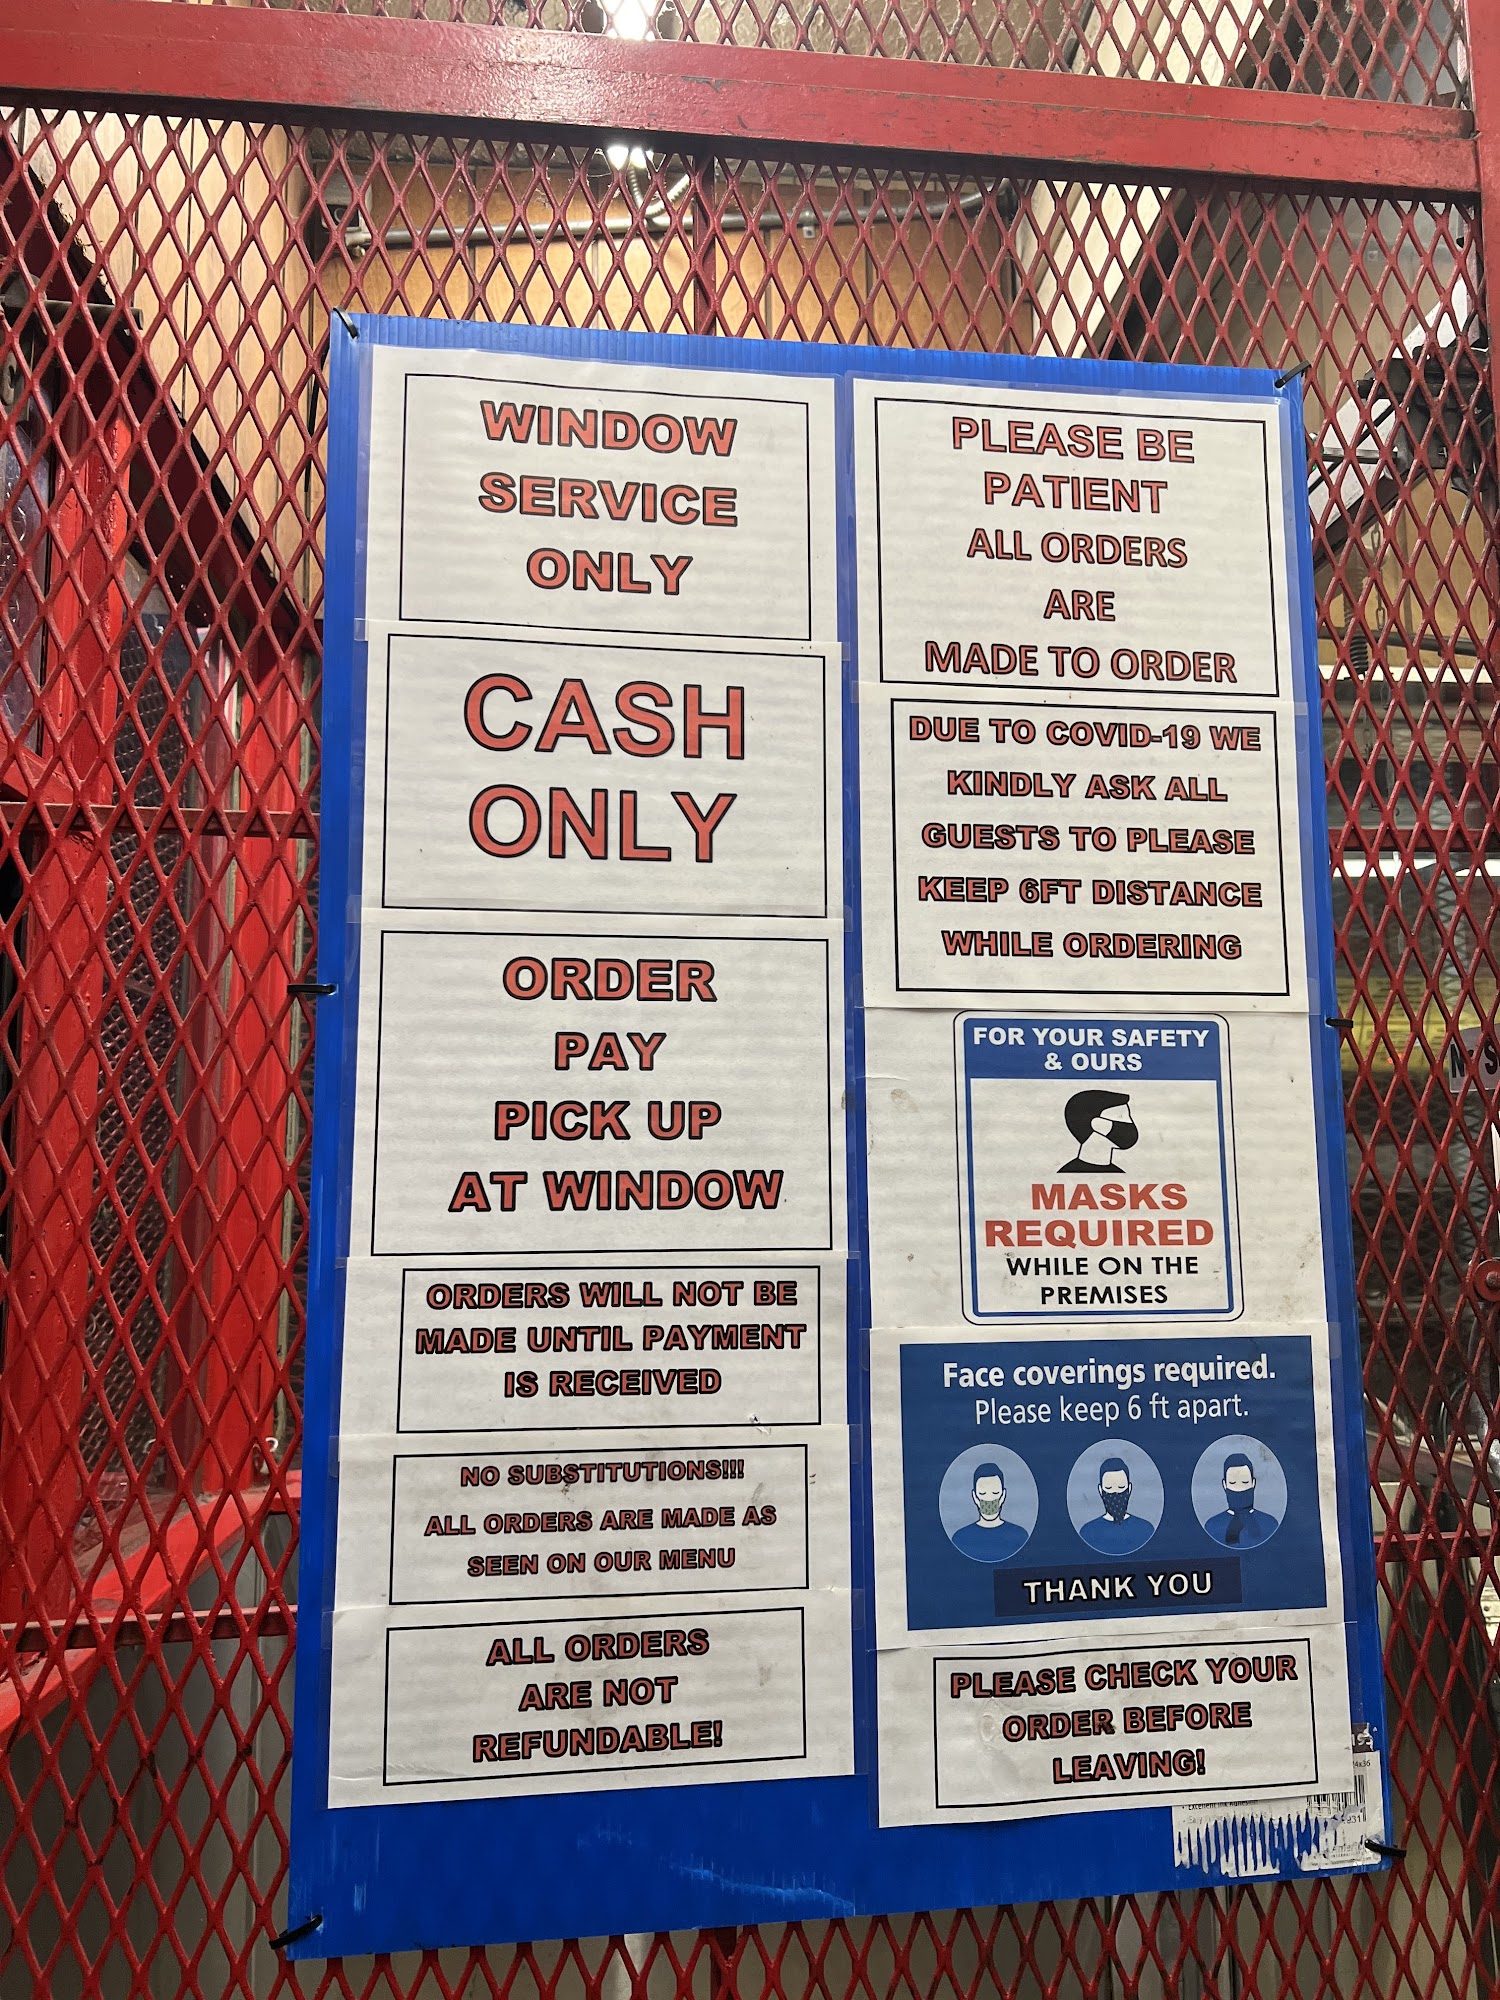 WINDOW
SERVICE
ONLY
CASH
ONLY
ORDER
PAY
PICK UP
AT WINDOW
ORDERS WILL NOT BE
MADE UNTIL PAYMENT
IS RECEIVED
NO SUBSTITUTIONS!!!
ALL ORDERS ARE MADE AS
SEEN ON OUR MENU
ALL ORDERS
ARE NOT
REFUNDABLE!
PLEASE BE
PATIENT
ALL ORDERS
ARE
MADE TO ORDER
DUE TO COVID-19 WE
KINDLY ASK ALL
GUESTS TO PLEASE
KEEP 6FT DISTANCE
WHILE ORDERING
FOR YOUR SAFETY
& OURS
MASKS
REQUIRED
WHILE ON THE
PREMISES
Face coverings required.
Please keep 6 ft apart.
THANK YOU
PLEASE CHECK YOUR
ORDER BEFORE
LEAVING!